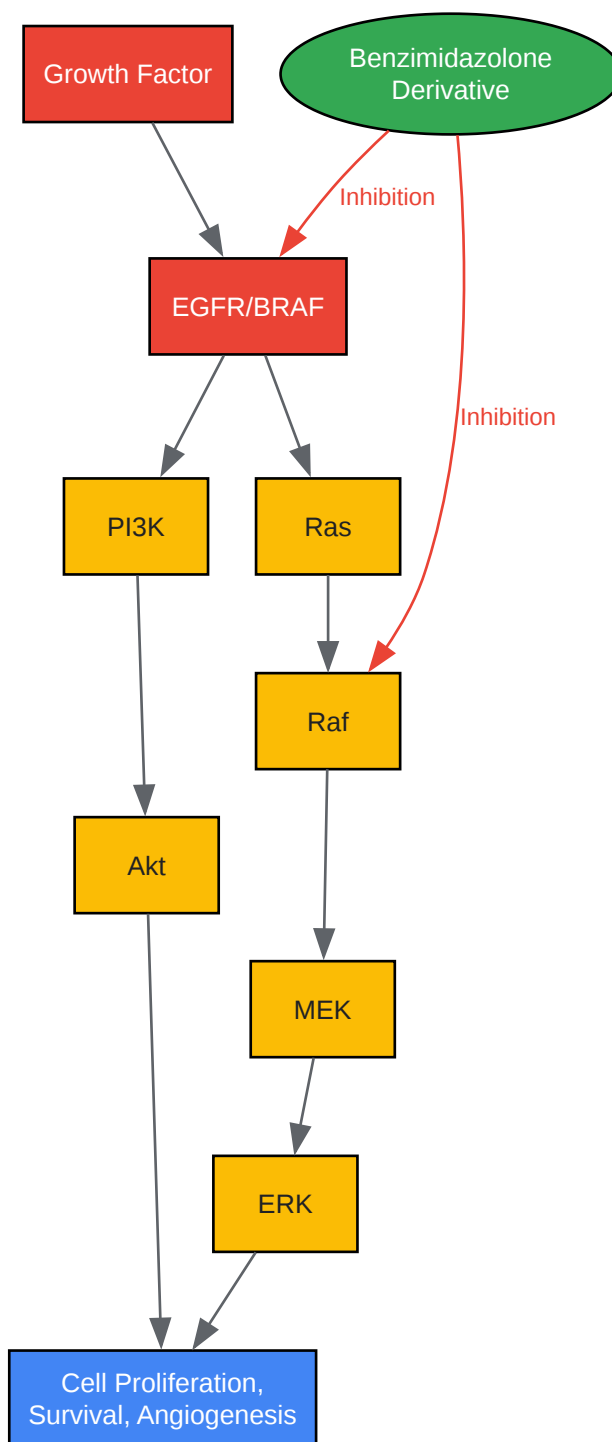 Growth Factor
Benzimidazolone
Derivative
Inhibition
EGFR/BRAF
Inhibition
PI3K
Ras
Raf
Akt
MEK
ERK
Cell Proliferation,
Survival, Angiogenesis